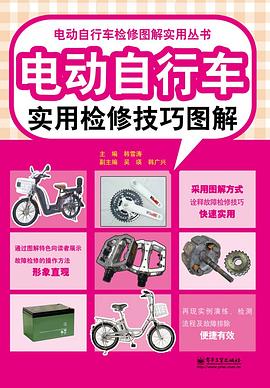 电动自行车检修图解实用丛书
电动自行车
实用检修技巧图解
主 编 韩雪涛
副主编 吴 瑛 韩广兴
采用图解方式
诠释故障检修技巧
快速实用
通过图解特色向读者展示
故障检修的操作方法
形象直观
再现实例演练、检测
流程及故障排除
便捷有效
电子工业出版社